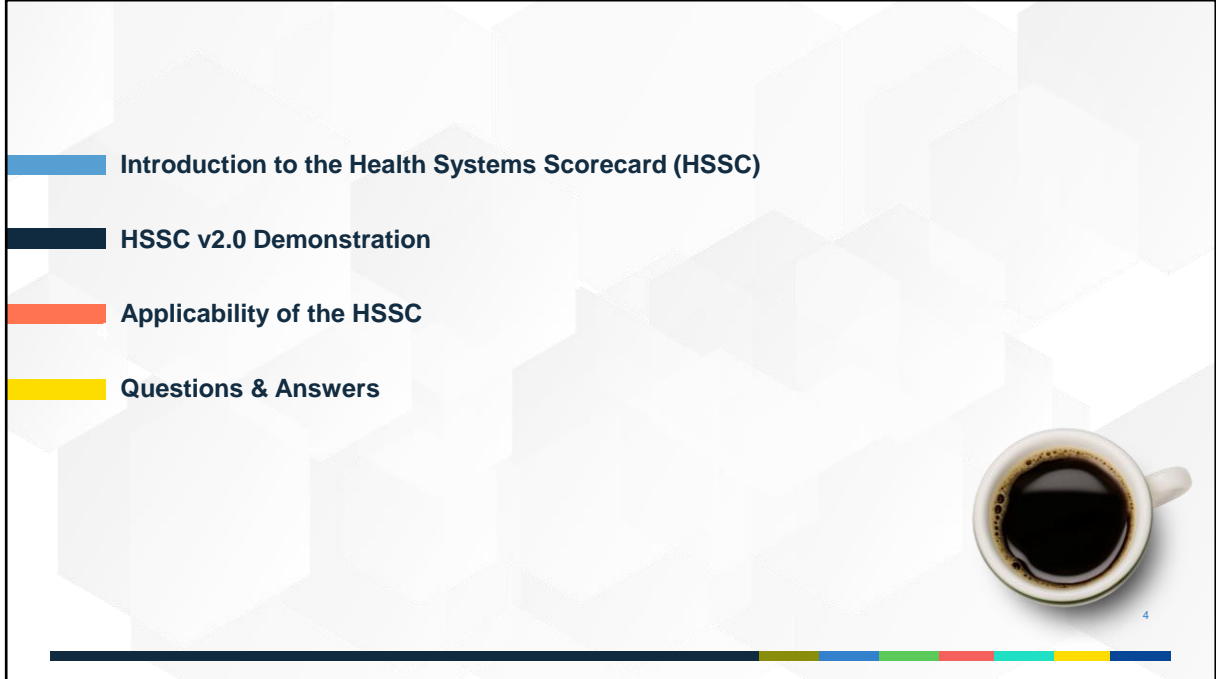 Introduction to the Health Systems Scorecard (HSSC)
HSSC v2.0 Demonstration
Applicability of the HSSC
Questions & Answers
4